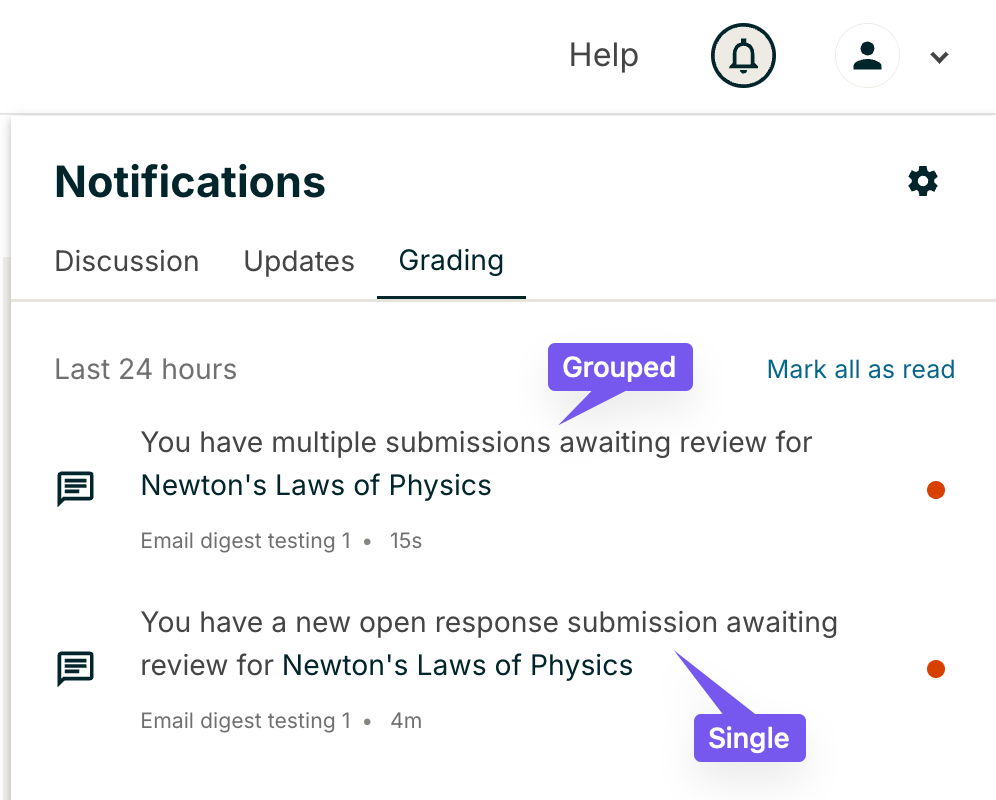 Help
Notifications
Discussion Updates Grading
Last 24 hours Grouped Mark all as read
You have multiple submissions awaiting review for
Newton's Laws of Physics
Email digest testing 1 • 15s
You have a new open response submission awaiting
review for Newton's Laws of Physics
Email digest testing 1 • 4m
Single